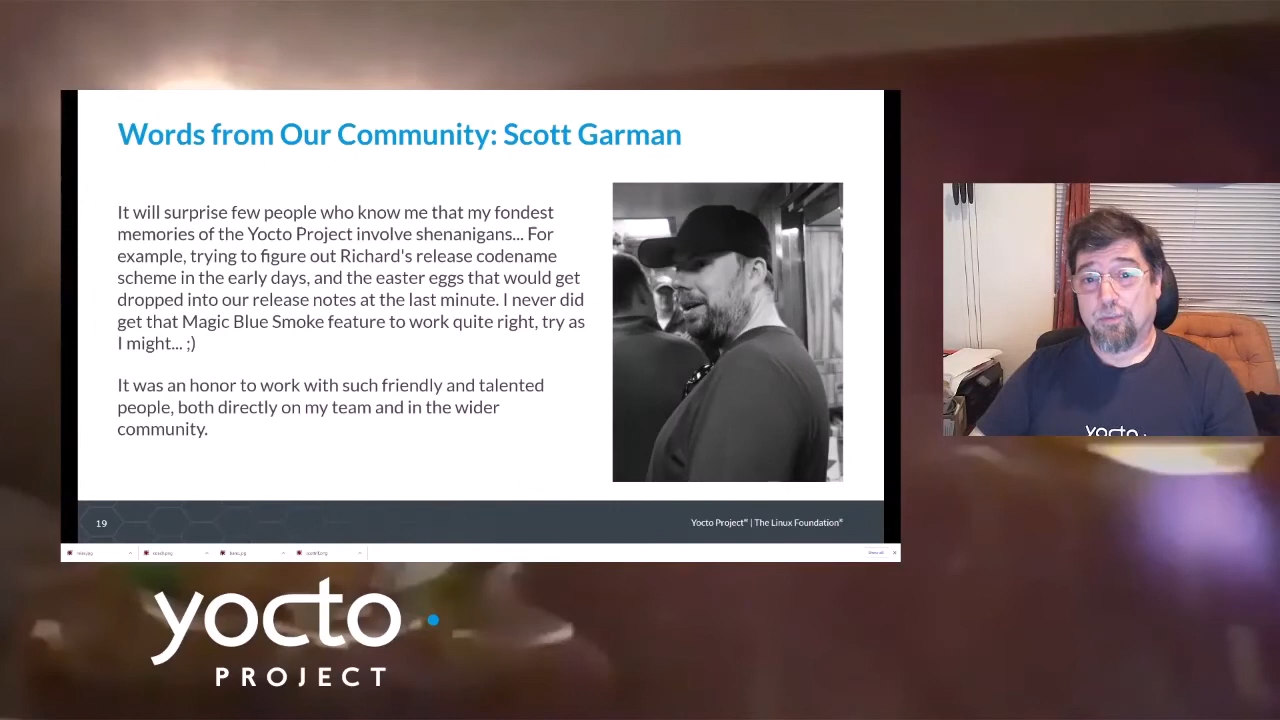 Words from Our Community: Scott Garman
It will surprise few people who know me that my fondest
memories of the Yocto Project involve shenanigans... For
example, trying to figure out Richard's release codename
scheme in the early days, and the easter eggs that would get
dropped into our release notes at the last minute. I never did
get that Magic Blue Smoke feature to work quite right, try as
I might... ;)
It was an honor to work with such friendly and talented
people, both directly on my team and in the wider
community.
19
Yocto Project® | The Linux Foundation®
yocto
yocto
PROJECT